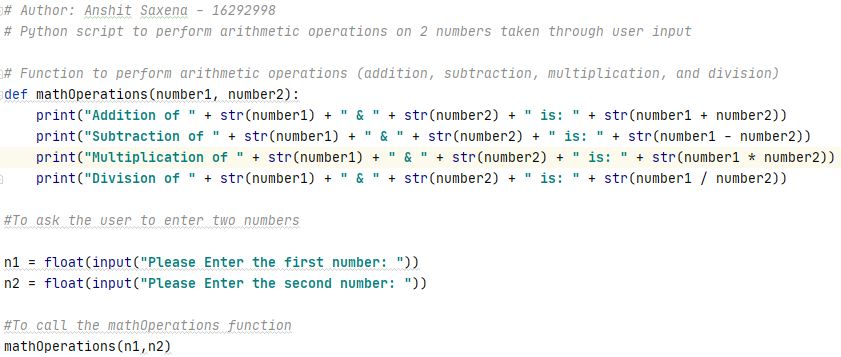 # Author: Anshit Saxena - 16292998
# Python script to perform arithmetic operations on 2 numbers taken through user input
# Function to perform arithmetic operations (addition, subtraction, multiplication, and division)
def mathOperations(number1, number2):
    print("Addition of " + str(number1) + " & " + str(number2) + " is: " + str(number1 + number2))
    print("Subtraction of " + str(number1) + " & " + str(number2) + " is: " + str(number1 - number2))
    print("Multiplication of " + str(number1) + " & " + str(number2) + " is: " + str(number1 * number2))
    print("Division of " + str(number1) + " & " + str(number2) + " is: " + str(number1 / number2))
#To ask the user to enter two numbers
n1 = float(input("Please Enter the first number: "))
n2 = float(input("Please Enter the second number: "))
#To call the mathOperations function
mathOperations(n1,n2)